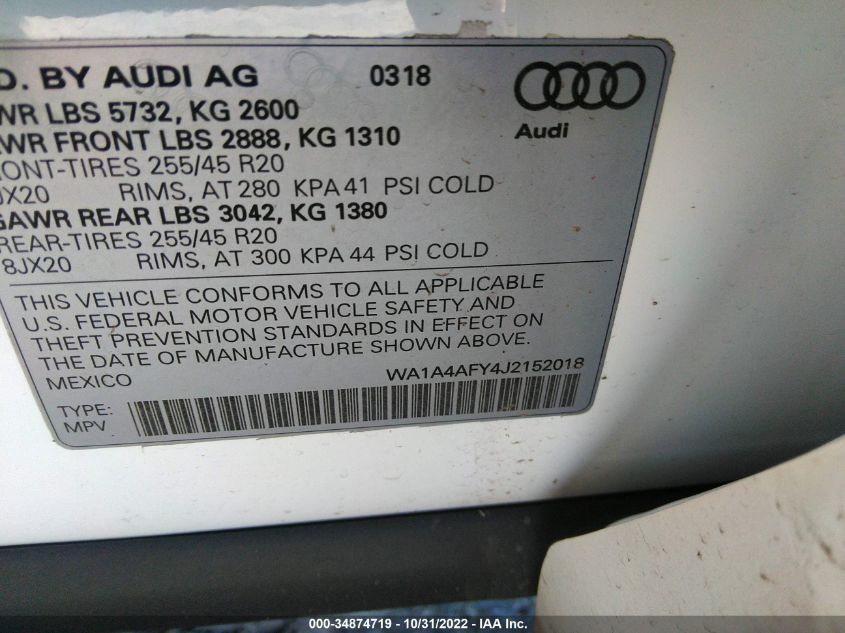 D. BY AUDI AG 0318
WR LBS 5732, KG 2600
AWR FRONT LBS 2888, KG 1310
RONT-TIRES 255/45 R20
JX20 RIMS, AT 280 KPA 41 PSI COLD
GAWR REAR LBS 3042, KG 1380
REAR-TIRES 255/45 R20
8JX20 RIMS, AT 300 KPA 44 PSI COLD
Audi
THIS VEHICLE CONFORMS TO ALL APPLICABLE
U.S. FEDERAL MOTOR VEHICLE SAFETY AND
THEFT PREVENTION STANDARDS IN EFFECT ON
THE DATE OF MANUFACTURE SHOWN ABOVE.
MEXICO WA1A4AFY4J2152018
TYPE:
MPV
000-34874719 - 10/31/2022 - IAA Inc.